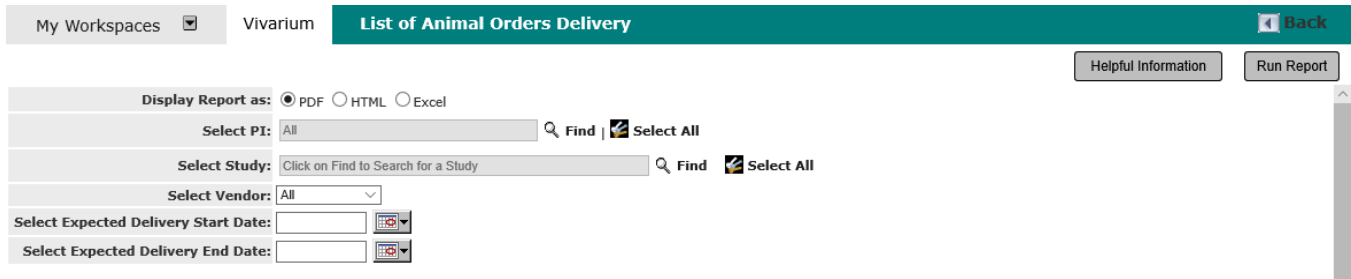 My Workspaces Vivarium List of Animal Orders Delivery Back
Helpful Information Run Report
Display Report as: PDF HTML Excel
Select PI: All Find | Select All
Select Study: Click on Find to Search for a Study Find Select All
Select Vendor: All
Select Expected Delivery Start Date:
Select Expected Delivery End Date: